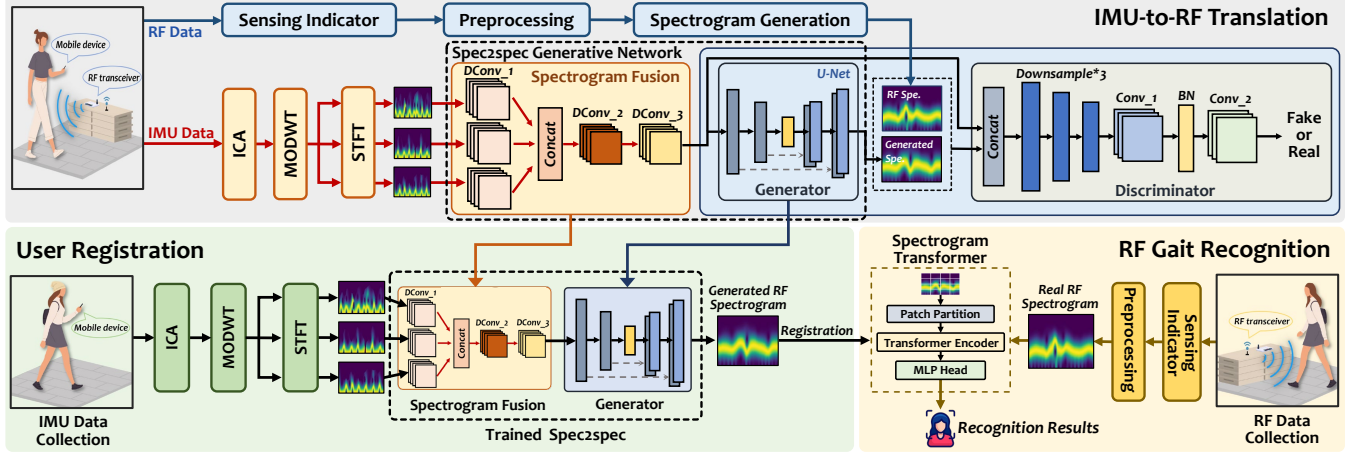 IMU-to-RF Translation
RF Data
Sensing Indicator
Preprocessing
Spectrogram Generation
Mobile device
RF transceiver
IMU Data
ICA
MODWT
STFT
Spec2spec Generative Network
DConv_1
Spectrogram Fusion
Concat
DConv_2
DConv_3
U-Net
Generator
RF Spe.
Generated
Spe.
Concat
Downsample*3
Conv_1
BN
Conv_2
Discriminator
Fake
or
Real
User Registration
Mobile device
IMU Data
Collection
ICA
MODWT
STFT
DConv_1
Concat
DConv_2
DConv_3
Spectrogram Fusion
Generator
Trained Spec2spec
Generated RF
Spectrogram
Registration
RF Gait Recognition
Spectrogram
Transformer
Patch Partition
Transformer Encoder
MLP Head
Recognition Results
Real RF
Spectrogram
Preprocessing
Sensing
Indicator
RF transceiver
RF Data
Collection